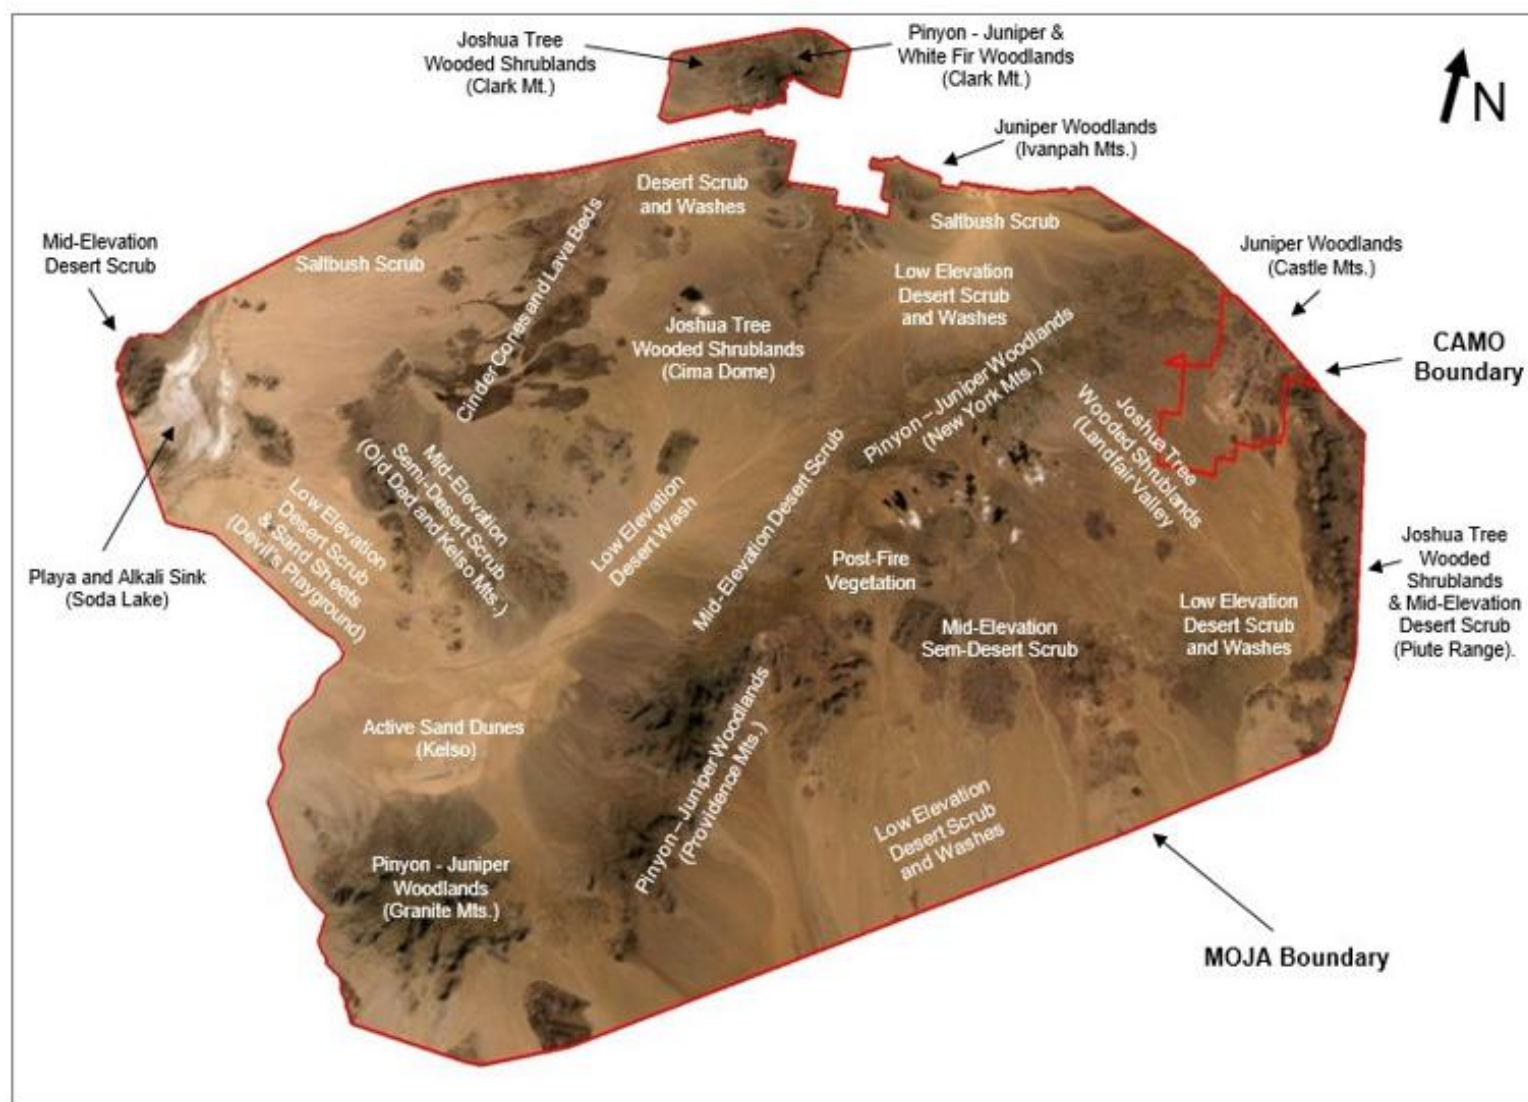 Joshua Tree
Wooded Shrublands
(Clark Mt.)
Pinyon - Juniper &
White Fir Woodlands
(Clark Mt.)
N
Juniper Woodlands
(Ivanpah Mts.)
Desert Scrub
and Washes
Saltbush Scrub
Mid-Elevation
Desert Scrub
Saltbush Scrub
Juniper Woodlands
(Castle Mts.)
Cinder Cones and Lava Beds
Low Elevation
Desert Scrub
and Washes
Joshua Tree
Wooded Shrublands
(Cima Dome)
CAMO
Boundary
Pinyon – Juniper Woodlands
(New York Mts.)
Joshua Tree
Wooded Shrublands
(Landfair Valley
Mid-Elevation
Semi-Desert Scrub
(Old Dad and Kelso Mts.)
Low Elevation
Desert Scrub
& Sand Sheets
(Devil's Playground)
Low Elevation
Desert Wash
Mid-Elevation Desert Scrub
Playa and Alkali Sink
(Soda Lake)
Post-Fire
Vegetation
Joshua Tree
Wooded
Shrublands
& Mid-Elevation
Desert Scrub
(Piute Range).
Mid-Elevation
Sem-Desert Scrub
Low Elevation
Desert Scrub
and Washes
Active Sand Dunes
(Kelso)
Pinyon – Juniper Woodlands
(Providence Mts.)
Low Elevation
Desert Scrub
and Washes
Pinyon - Juniper
Woodlands
(Granite Mts.)
MOJA Boundary